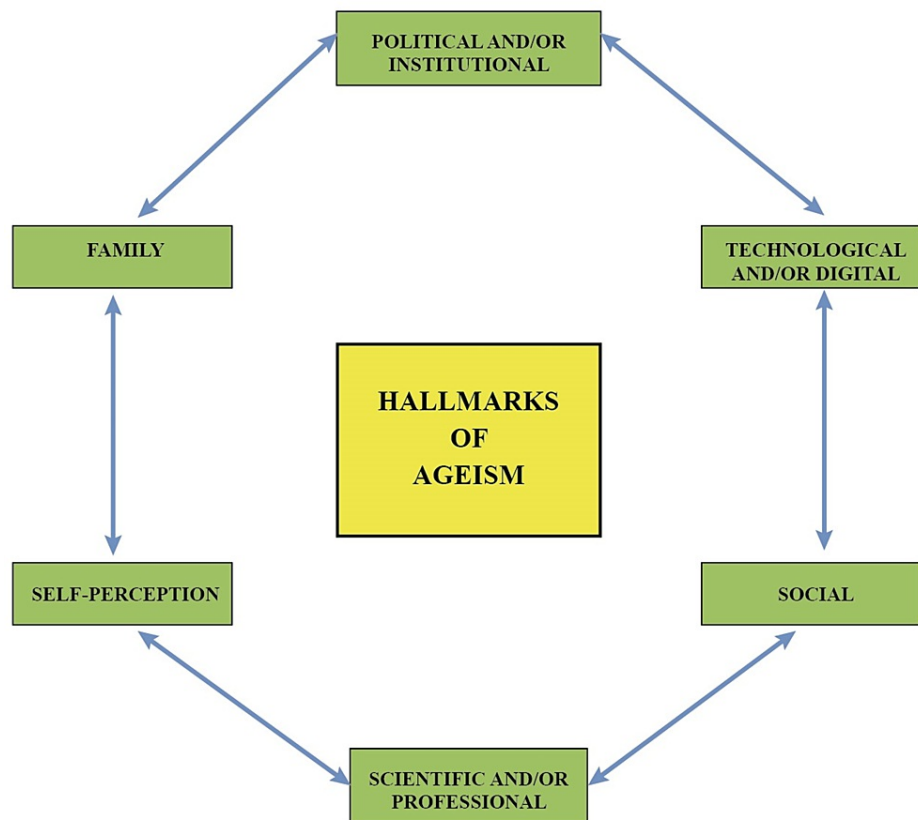 POLITICAL AND/OR
INSTITUTIONAL
FAMILY
TECHNOLOGICAL
AND/OR DIGITAL
HALLMARKS
OF
AGEISM
SELF-PERCEPTION
SOCIAL
SCIENTIFIC AND/OR
PROFESSIONAL